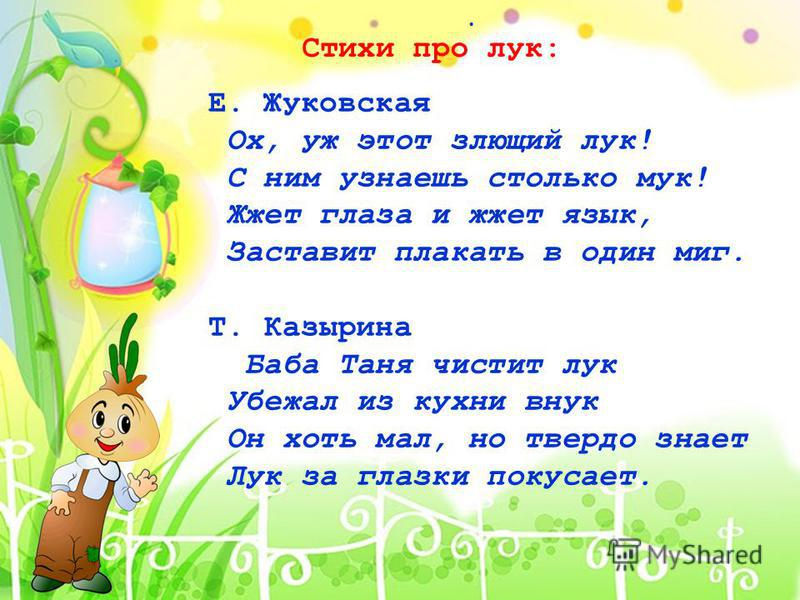 .
Стихи про лук:
Е. Жуковская
Ох, уж этот злющий лук!
С ним узнаешь столько мук!
Жжет глаза и жжет язык,
Заставит плакать в один миг.
Т. Казырина
Баба Таня чистит лук
Убежал из кухни внук
Он хоть мал, но твердо знает
Лук за глазки покусает.
MyShared